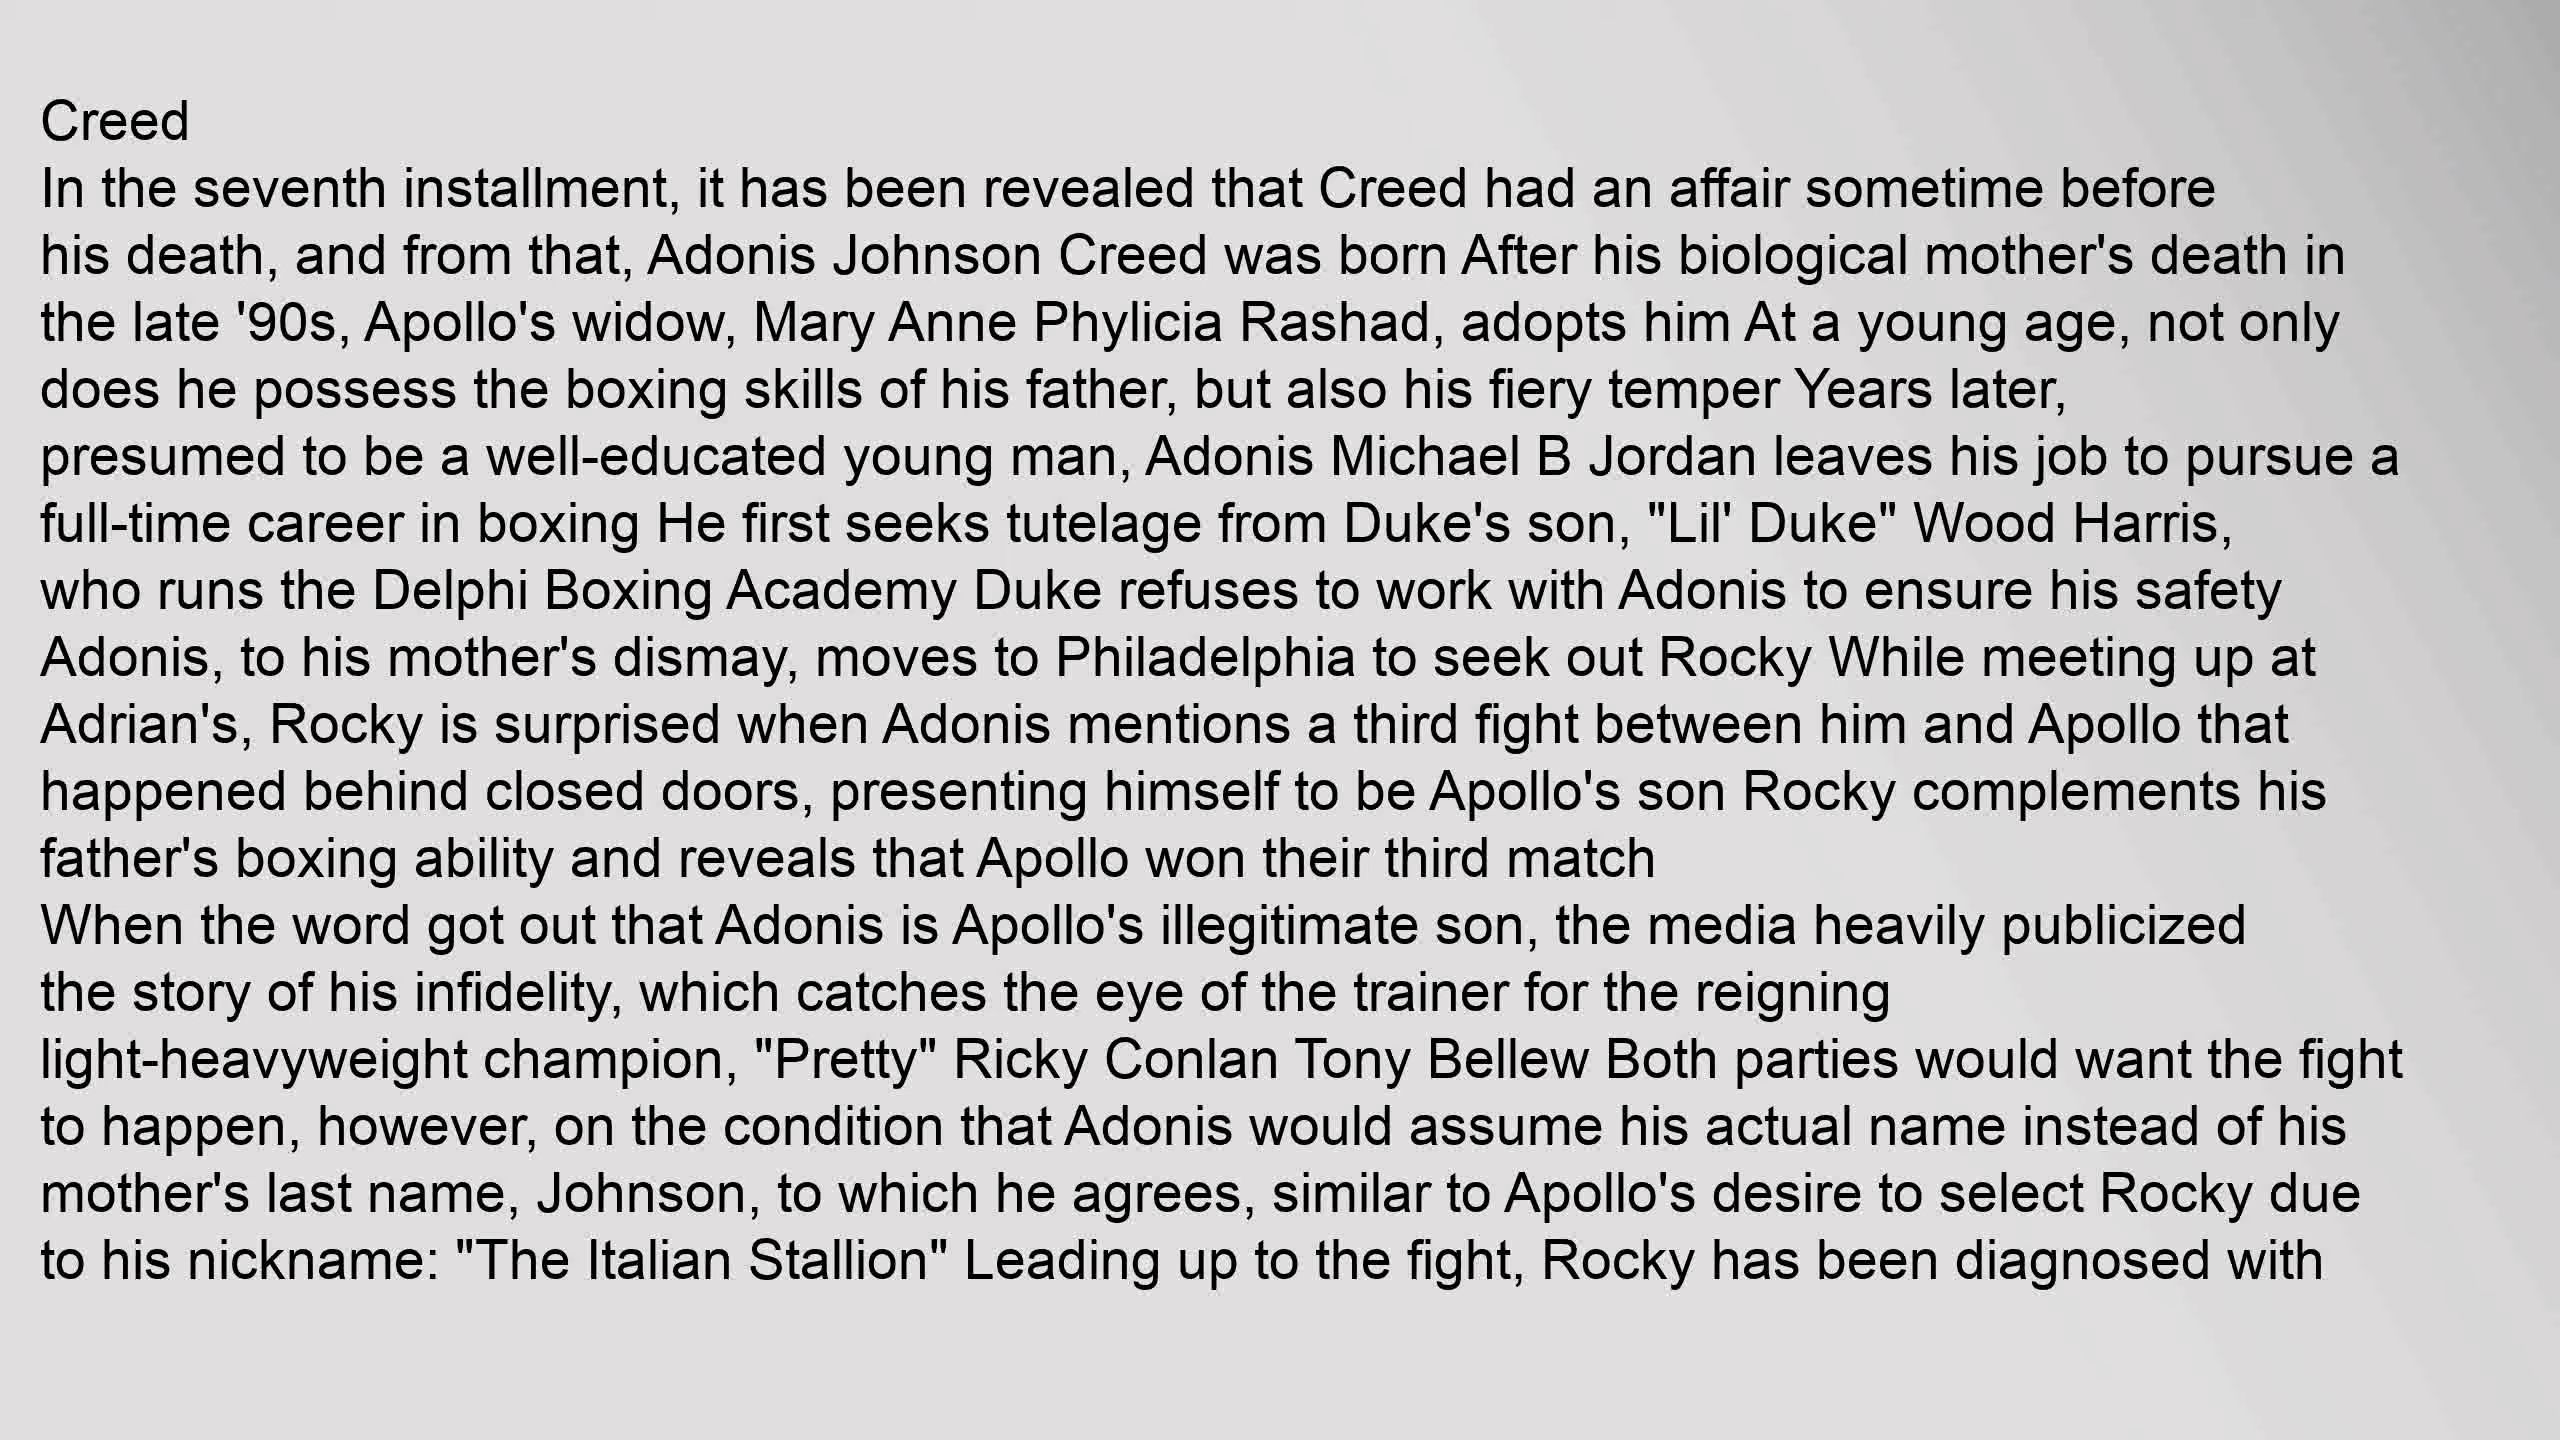 Creed
In the seventh installment, it has been revealed that Creed had an affair sometime before
his death, and from that, Adonis Johnson Creed was born After his biological mother's death in
the late '90s, Apollo's widow, Mary Anne Phylicia Rashad, adopts him At a young age, not only
does he possess the boxing skills of his father, but also his fiery temper Years later,
presumed to be a well-educated young man, Adonis Michael B Jordan leaves his job to pursue a
full-time career in boxing He first seeks tutelage from Duke's son, "Lil' Duke" Wood Harris,
who runs the Delphi Boxing Academy Duke refuses to work with Adonis to ensure his safety
Adonis, to his mother's dismay, moves to Philadelphia to seek out Rocky While meeting up at
Adrian's, Rocky is surprised when Adonis mentions a third fight between him and Apollo that
happened behind closed doors, presenting himself to be Apollo's son Rocky complements his
father's boxing ability and reveals that Apollo won their third match
When the word got out that Adonis is Apollo's illegitimate son, the media heavily publicized
the story of his infidelity, which catches the eye of the trainer for the reigning
light-heavyweight champion, "Pretty" Ricky Conlan Tony Bellew Both parties would want the fight
to happen, however, on the condition that Adonis would assume his actual name instead of his
mother's last name, Johnson, to which he agrees, similar to Apollo's desire to select Rocky due
to his nickname: "The Italian Stallion" Leading up to the fight, Rocky has been diagnosed with